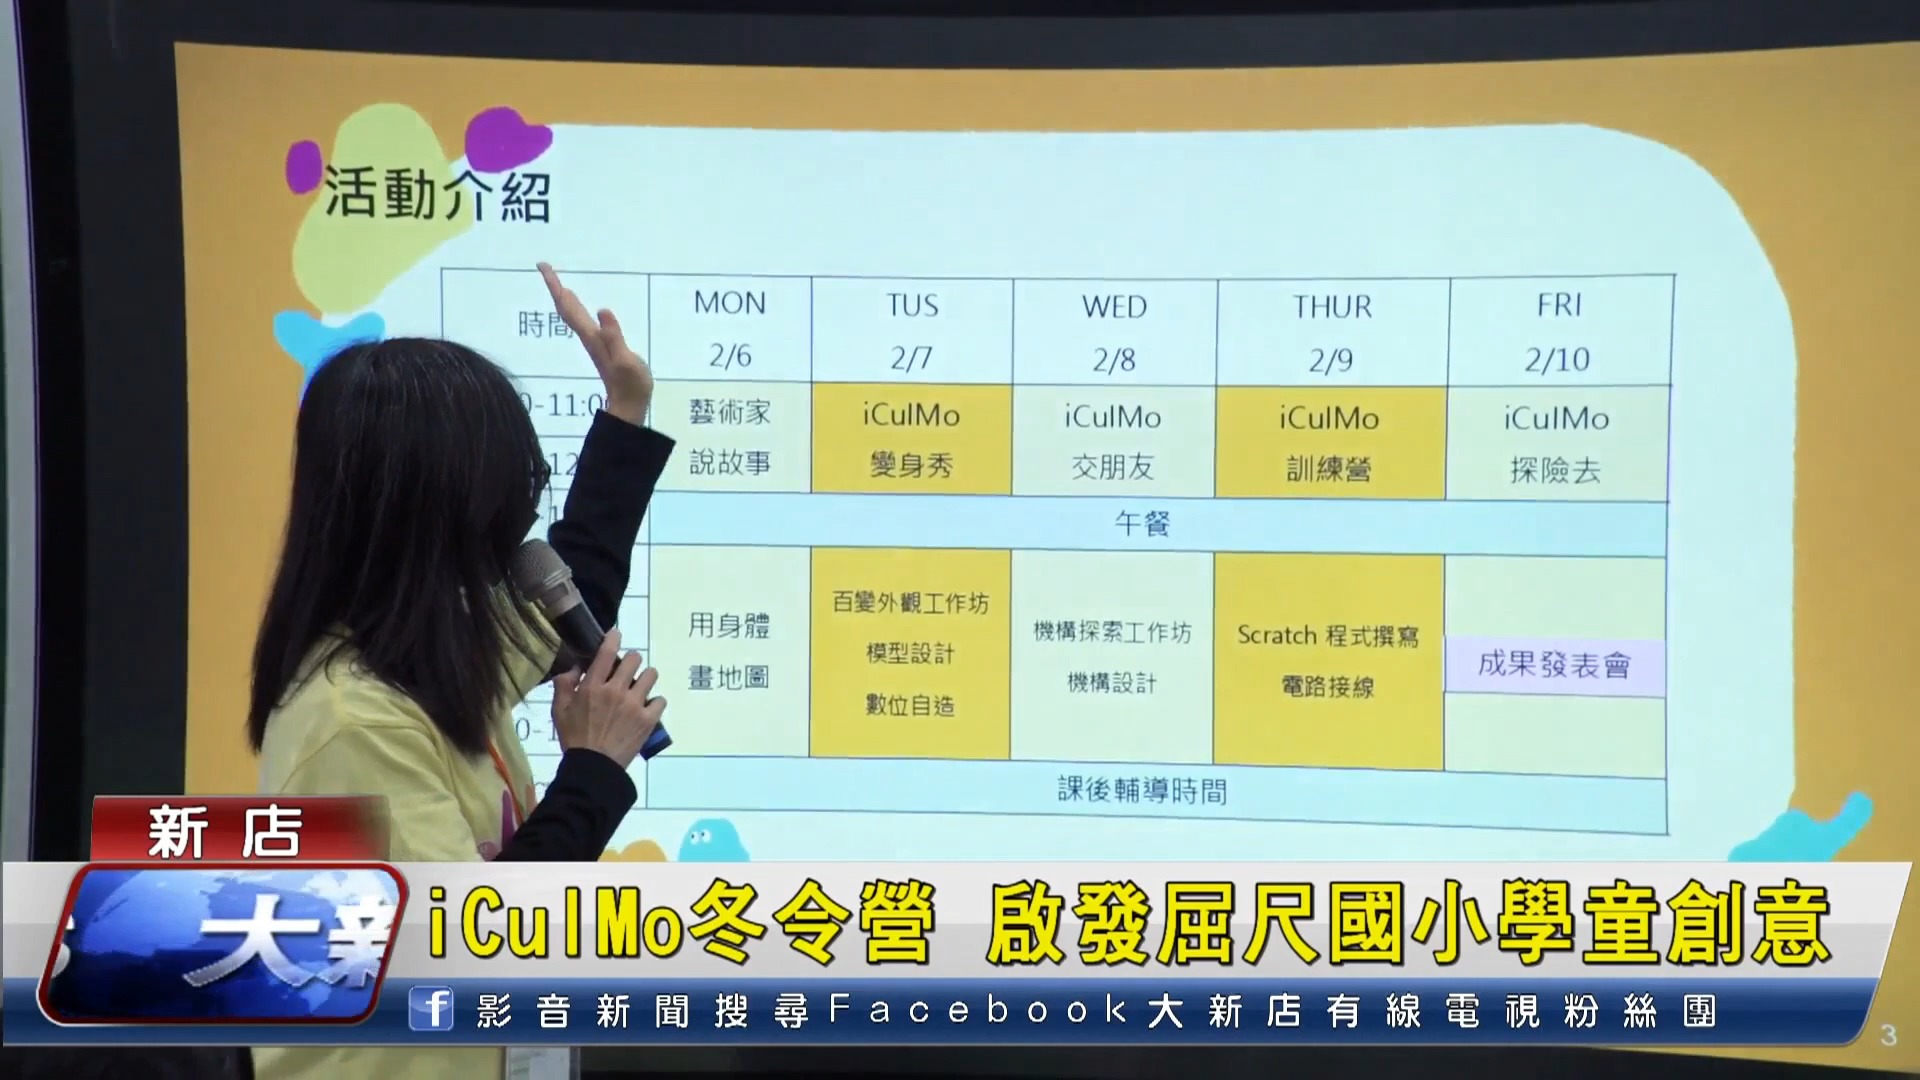 活動介紹
時間
MON
2/6
TUS
2/7
WED
2/8
THUR
2/9
FRI
2/10
0-11:00
藝術家
說故事
iCulMo
變身秀
iCulMo
交朋友
iCulMo
訓練營
iCulMo
探險去
午餐
用身體
畫地圖
百變外觀工作坊
模型設計
數位自造
機構探索工作坊
機構設計
Scratch 程式撰寫
電路接線
成果發表會
課後輔導時間
新店
大新
iCulMo冬令營 啟發屈尺國小學童創意
f 影音新聞搜尋Facebook大新店有線電視粉絲團
3